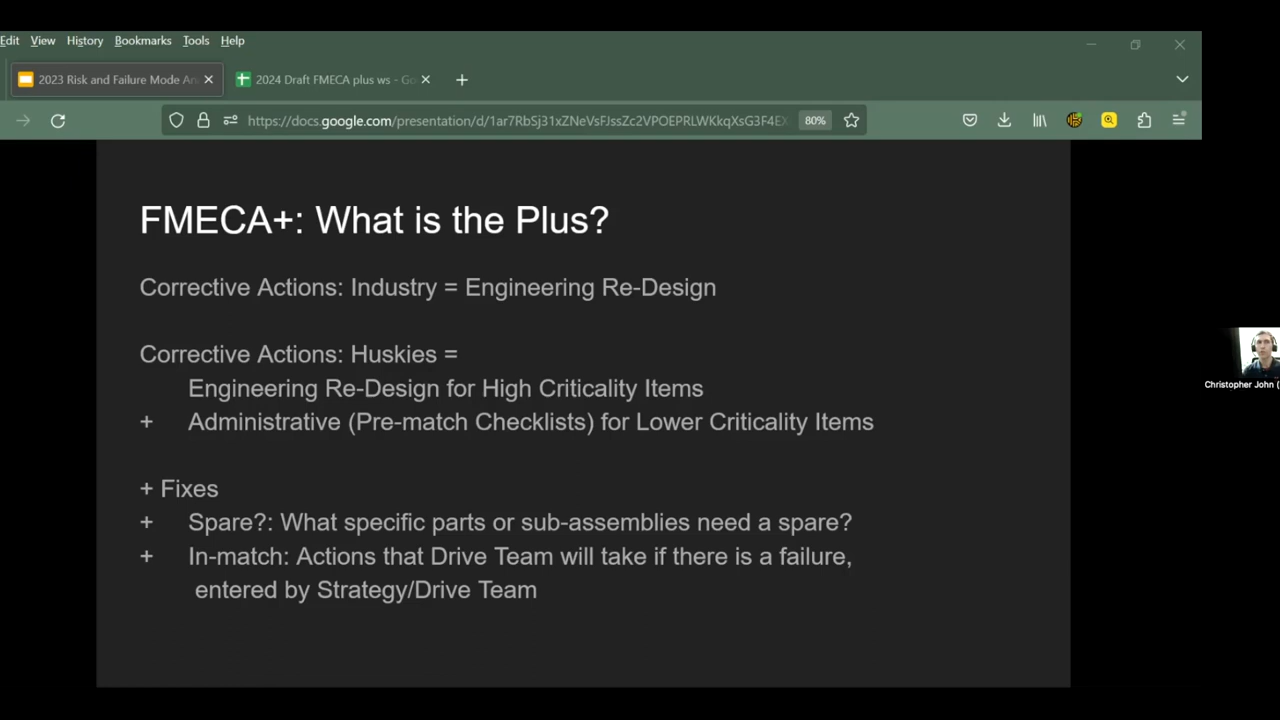 Edit View History Bookmarks Tools Help
2023 Risk and Failure Mode An
2024 Draft FMECA plus ws - Go
https://docs.google.com/presentation/d/1ar7RbSj31xZNeVsFJssZc2VPOEPRLWKkqXsG3F4EX
80%
FMECA+: What is the Plus?
Corrective Actions: Industry = Engineering Re-Design
Corrective Actions: Huskies =
Engineering Re-Design for High Criticality Items
+ Administrative (Pre-match Checklists) for Lower Criticality Items
+ Fixes
+ Spare?: What specific parts or sub-assemblies need a spare?
+ In-match: Actions that Drive Team will take if there is a failure,
entered by Strategy/Drive Team
Christopher John (